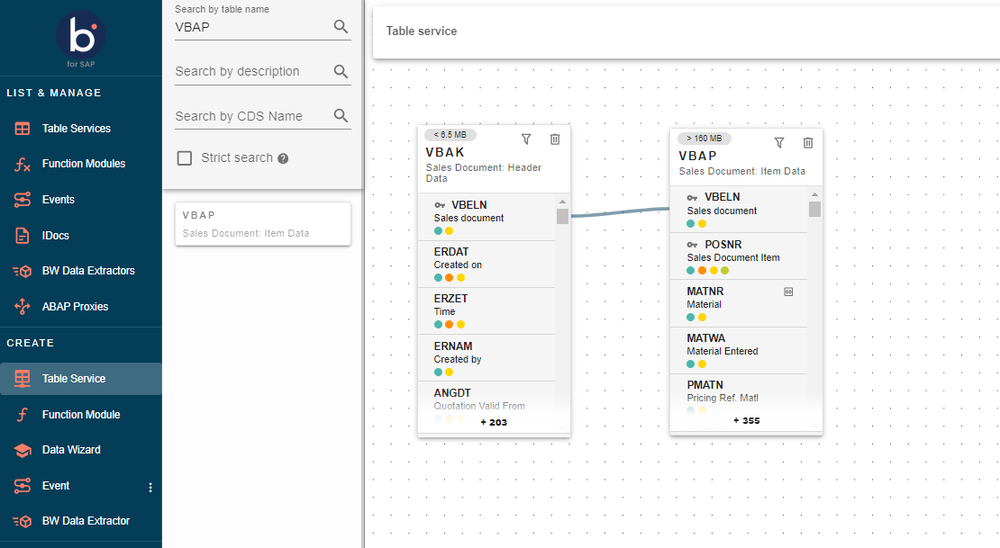 b
for SAP
LIST & MANAGE
Table Services
Function Modules
Events
IDocs
BW Data Extractors
ABAP Proxies
CREATE
Table Service
Function Module
Data Wizard
Event
BW Data Extractor
Search by table name
VBAP
Search by description
Search by CDS Name
Strict search ?
VBAP
Sales Document: Item Data
Table service
< 6.5 MB
VBAK
Sales Document: Header
Data
VBELN
Sales document
ERDAT
Created on
ERZET
Time
ERNAM
Created by
ANGDT
Quotation Valid From
+ 203
> 160 MB
VBAP
Sales Document: Item Data
VBELN
Sales document
POSNR
Sales Document Item
MATNR
Material
MATWA
Material Entered
PMATN
Pricing Ref. Matl
+ 355